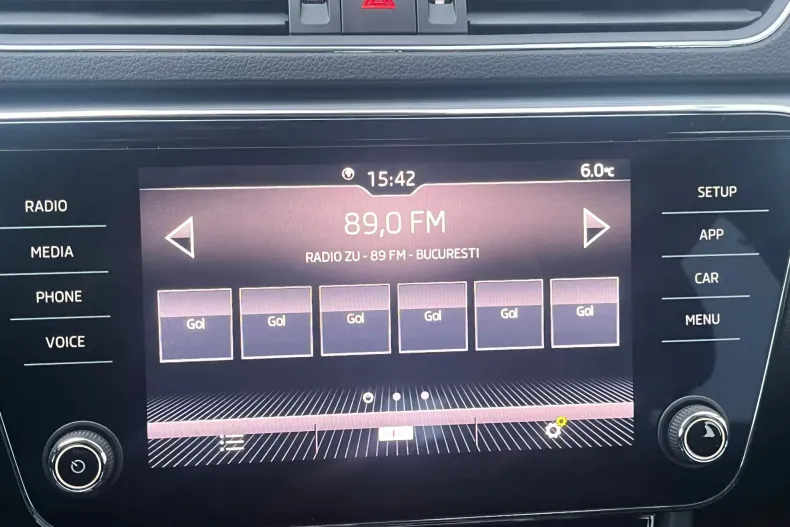 15:42
6.0°C
RADIO
MEDIA
PHONE
VOICE
89,0 FM
RADIO ZU - 89 FM - BUCURESTI
Gol
Gol
Gol
Gol
Gol
Gol
SETUP
APP
CAR
MENU